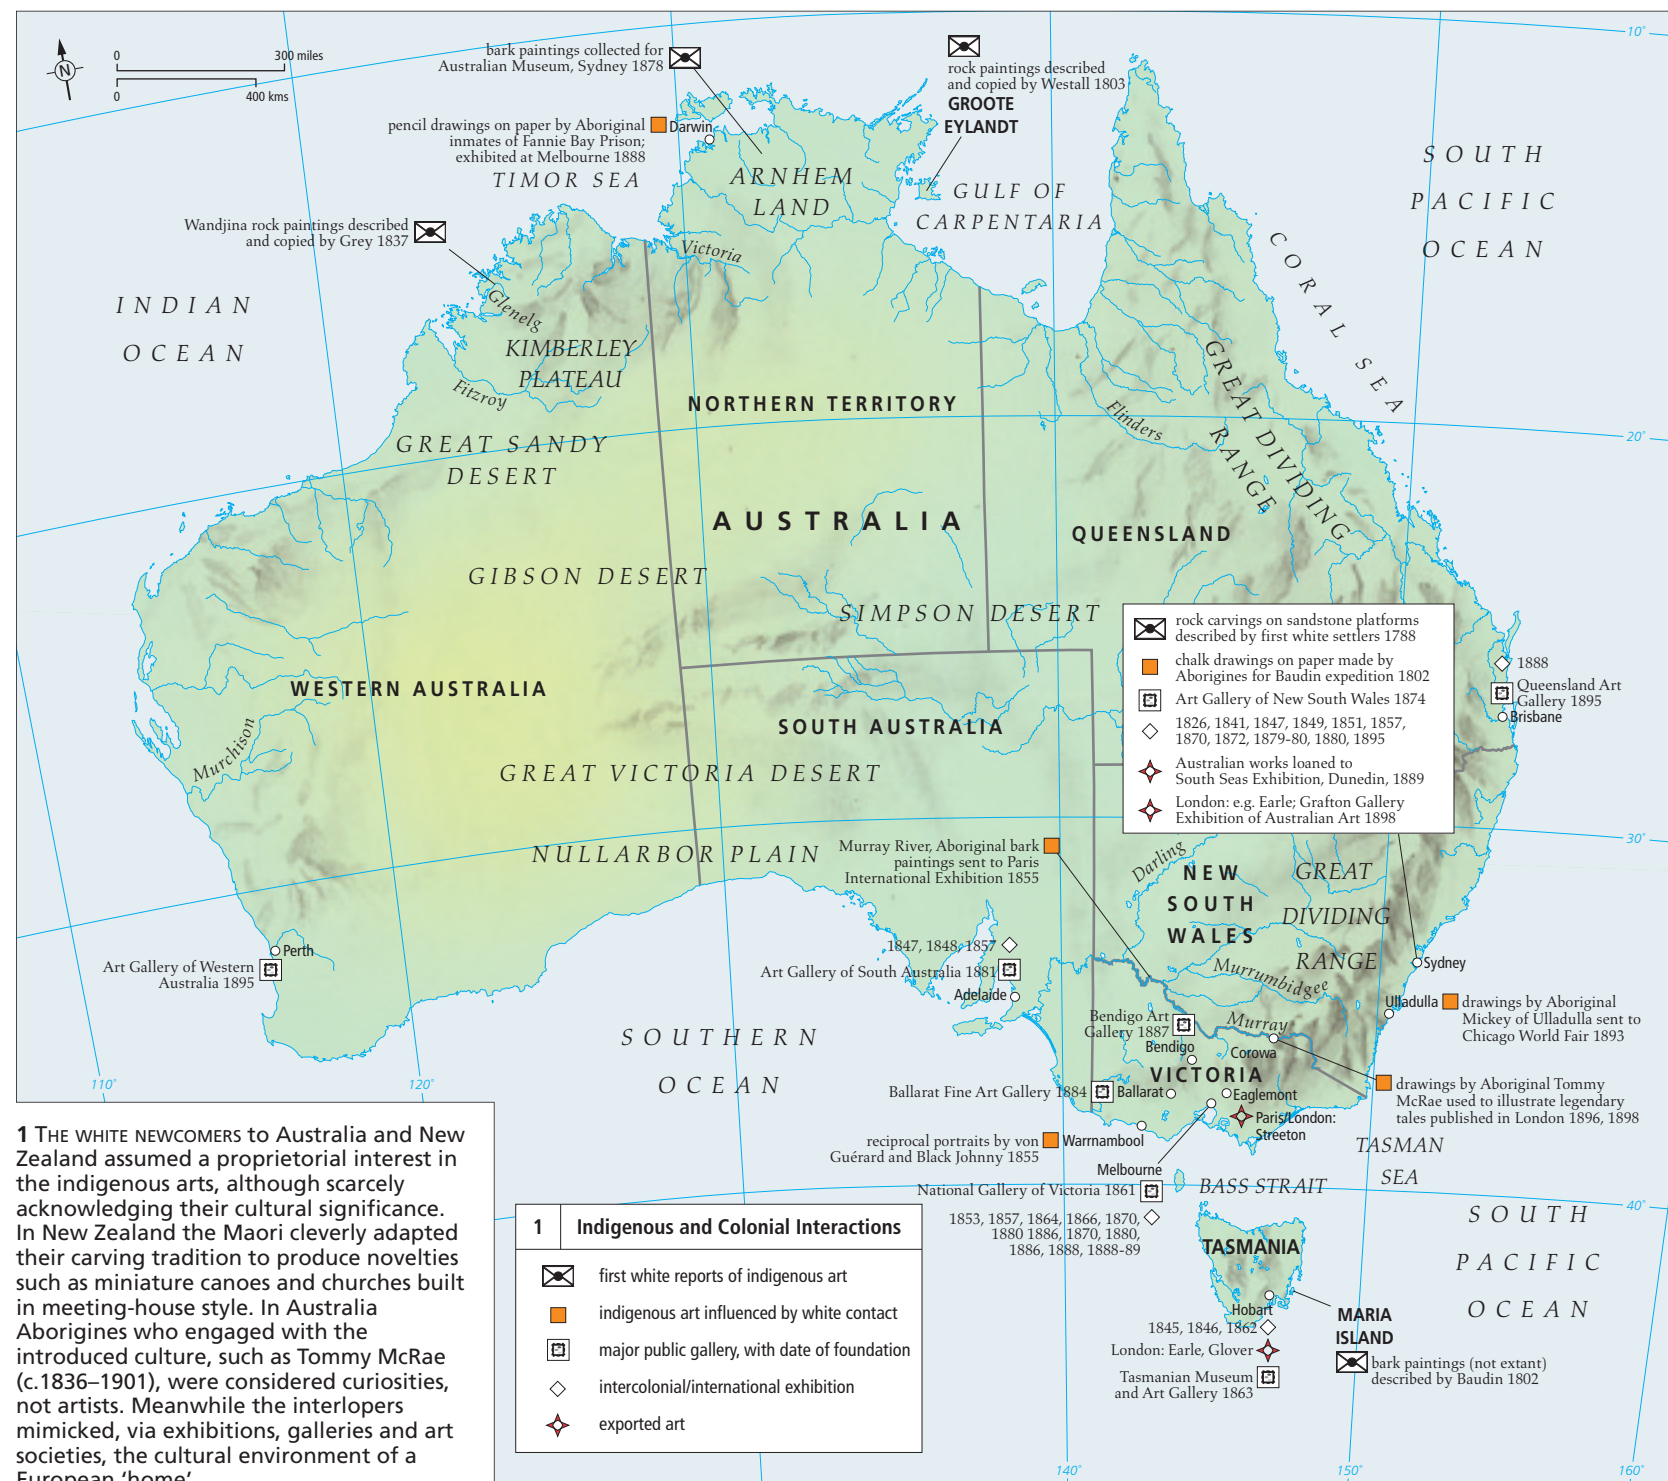 N
0 300 miles
0 400 kms
bark paintings collected for
Australian Museum, Sydney 1878
rock paintings described
and copied by Westall 1803
GROOTE
EYLANDT
10°
pencil drawings on paper by Aboriginal
inmates of Fannie Bay Prison;
exhibited at Melbourne 1888
Darwin
TIMOR SEA
ARNHEM
LAND
GULF OF
CARPENTARIA
SOUTH
PACIFIC
OCEAN
Wandjina rock paintings described
and copied by Grey 1837
Victoria
CORAL SEA
INDIAN
OCEAN
Glenelg
KIMBERLEY
PLATEAU
Fitzroy
NORTHERN TERRITORY
Flinders
GREAT DIVIDING
RANGE
20°
GREAT SANDY
DESERT
AUSTRALIA
QUEENSLAND
GIBSON DESERT
SIMPSON DESERT
rock carvings on sandstone platforms
described by first white settlers 1788
chalk drawings on paper made by
Aborigines for Baudin expedition 1802
Art Gallery of New South Wales 1874
1826, 1841, 1847, 1849, 1851, 1857,
1870, 1872, 1879-80, 1880, 1895
Australian works loaned to
South Seas Exhibition, Dunedin, 1889
London: e.g. Earle; Grafton Gallery
Exhibition of Australian Art 1898
1888
Queensland Art
Gallery 1895
Brisbane
WESTERN AUSTRALIA
SOUTH AUSTRALIA
Murchison
GREAT VICTORIA DESERT
NULLARBOR PLAIN
Murray River, Aboriginal bark
paintings sent to Paris
International Exhibition 1855
Darling
NEW
SOUTH
WALES
GREAT
DIVIDING
RANGE
30°
Perth
Art Gallery of Western
Australia 1895
1847, 1848, 1857
Art Gallery of South Australia 1881
Adelaide
Murrumbidgee
Sydney
Ulladulla
drawings by Aboriginal
Mickey of Ulladulla sent to
Chicago World Fair 1893
SOUTHERN
OCEAN
Bendigo Art
Gallery 1887
Bendigo
Murray
Corowa
VICTORIA
110°
120°
Ballarat Fine Art Gallery 1884
Ballarat
Eaglemont
Paris/London:
Streeton
drawings by Aboriginal Tommy
McRae used to illustrate legendary
tales published in London 1896, 1898
reciprocal portraits by von
Guérard and Black Johnny 1855
Warrnambool
Melbourne
TASMAN
SEA
National Gallery of Victoria 1861
BASS STRAIT
1853, 1857, 1864, 1866, 1870,
1880 1886, 1870, 1880,
1886, 1888, 1888-89
40°
SOUTH
PACIFIC
OCEAN
TASMANIA
Hobart
1845, 1846, 1862
London: Earle, Glover
Tasmanian Museum
and Art Gallery 1863
MARIA
ISLAND
bark paintings (not extant)
described by Baudin 1802
140°
150°
160°
1 THE WHITE NEWCOMERS to Australia and New
Zealand assumed a proprietorial interest in
the indigenous arts, although scarcely
acknowledging their cultural significance.
In New Zealand the Maori cleverly adapted
their carving tradition to produce novelties
such as miniature canoes and churches built
in meeting-house style. In Australia
Aborigines who engaged with the
introduced culture, such as Tommy McRae
(c.1836–1901), were considered curiosities,
not artists. Meanwhile the interlopers
mimicked, via exhibitions, galleries and art
societies, the cultural environment of a
European ‘home’.
1 Indigenous and Colonial Interactions
first white reports of indigenous art
indigenous art influenced by white contact
major public gallery, with date of foundation
intercolonial/international exhibition
exported art